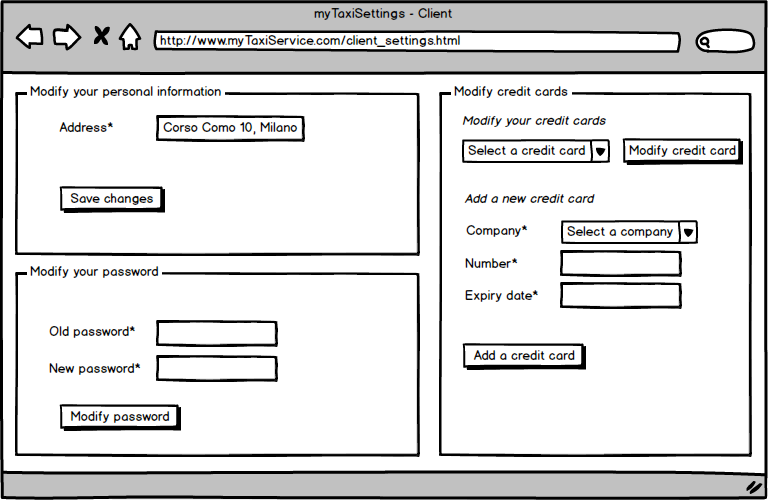 myTaxiSettings - Client
http://www.myTaxiService.com/client_settings.html
Modify your personal information
Address*
Corso Como 10, Milano
Save changes
Modify your password
Old password*
New password*
Modify password
Modify credit cards
Modify your credit cards
Select a credit card
Modify credit card
Add a new credit card
Company*
Select a company
Number*
Expiry date*
Add a credit card